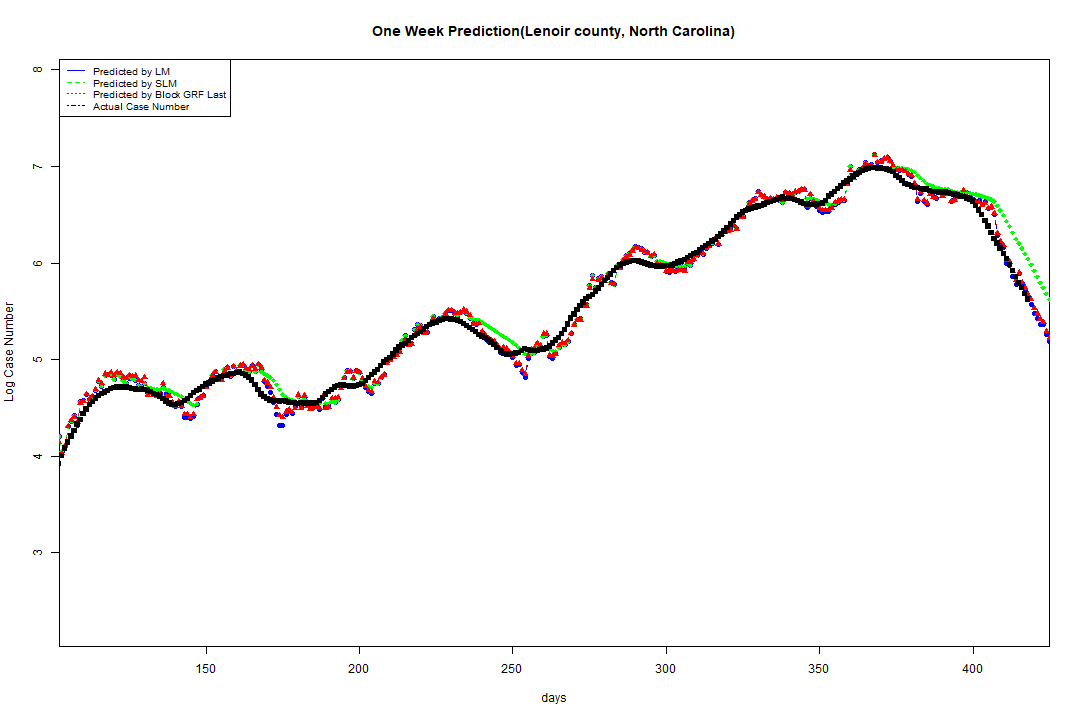 One Week Prediction(Lenoir county, North Carolina)
Predicted by LM
Predicted by SLM
Predicted by Block GRF Last
Actual Case Number
8
7
6
5
4
3
Log Case Number
150 200 250 300 350 400
days